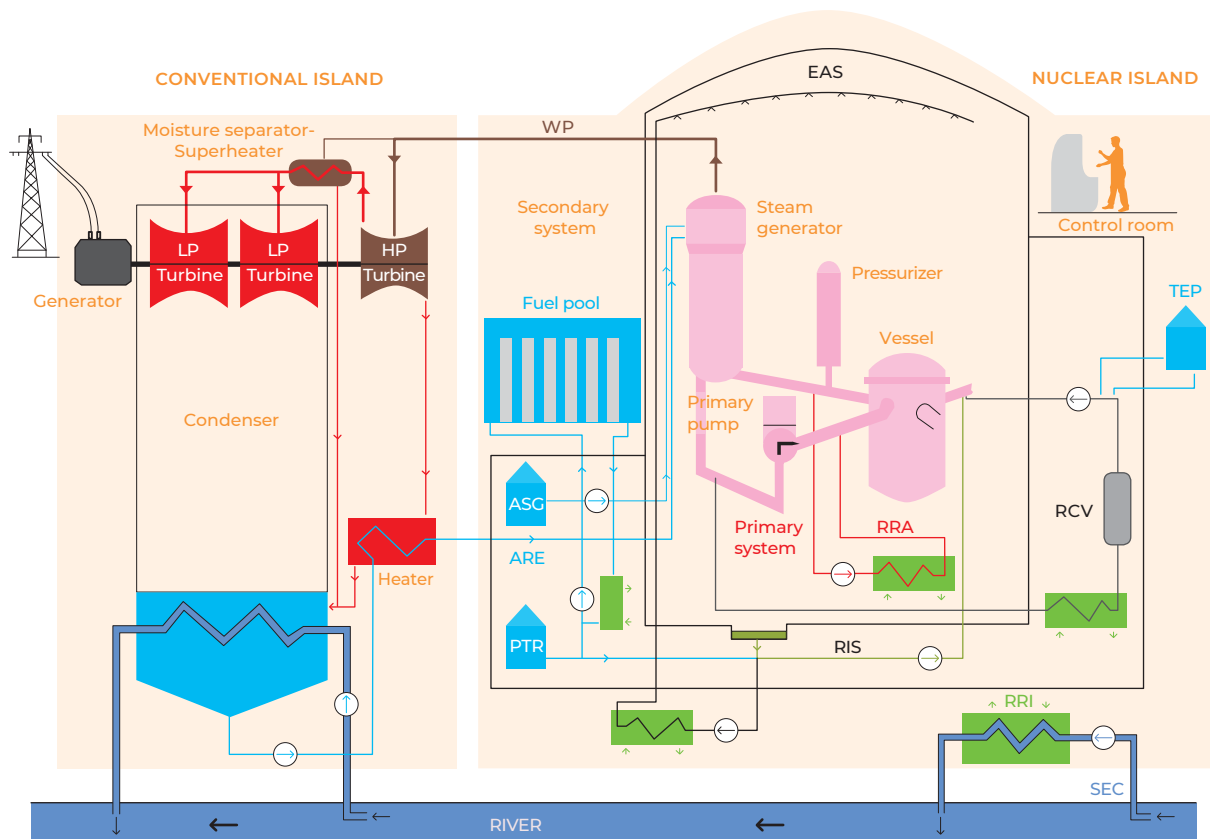 CONVENTIONAL ISLAND
NUCLEAR ISLAND
EAS
Moisture separator-
Superheater
WP
Control room
LP
Turbine
LP
Turbine
HP
Turbine
Generator
Secondary
system
Steam
generator
Pressurizer
TEP
Fuel pool
Vessel
Condenser
Primary
pump
ASG
RCV
Primary
system
RRA
ARE
Heater
PTR
RIS
RRI
SEC
RIVER